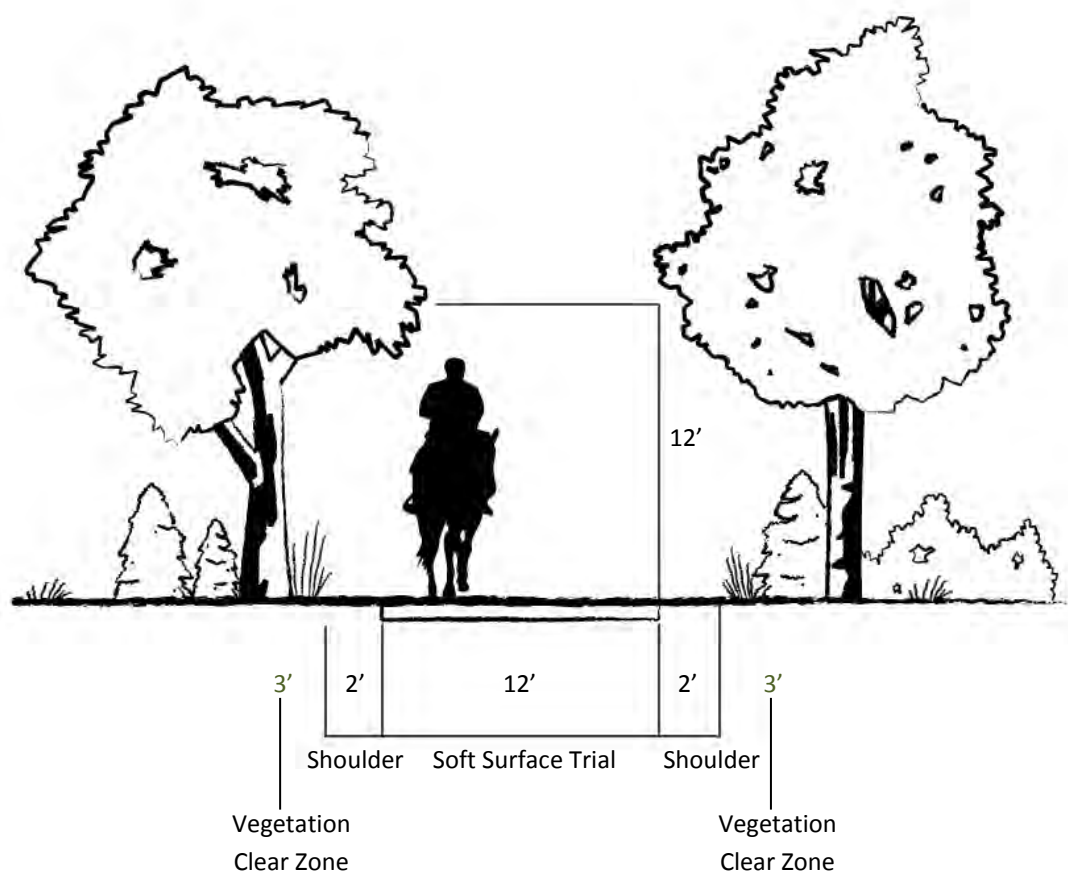 12’
3’ 2’ 12’ 2’ 3’
Shoulder Soft Surface Trial Shoulder
Vegetation Vegetation
Clear Zone Clear Zone